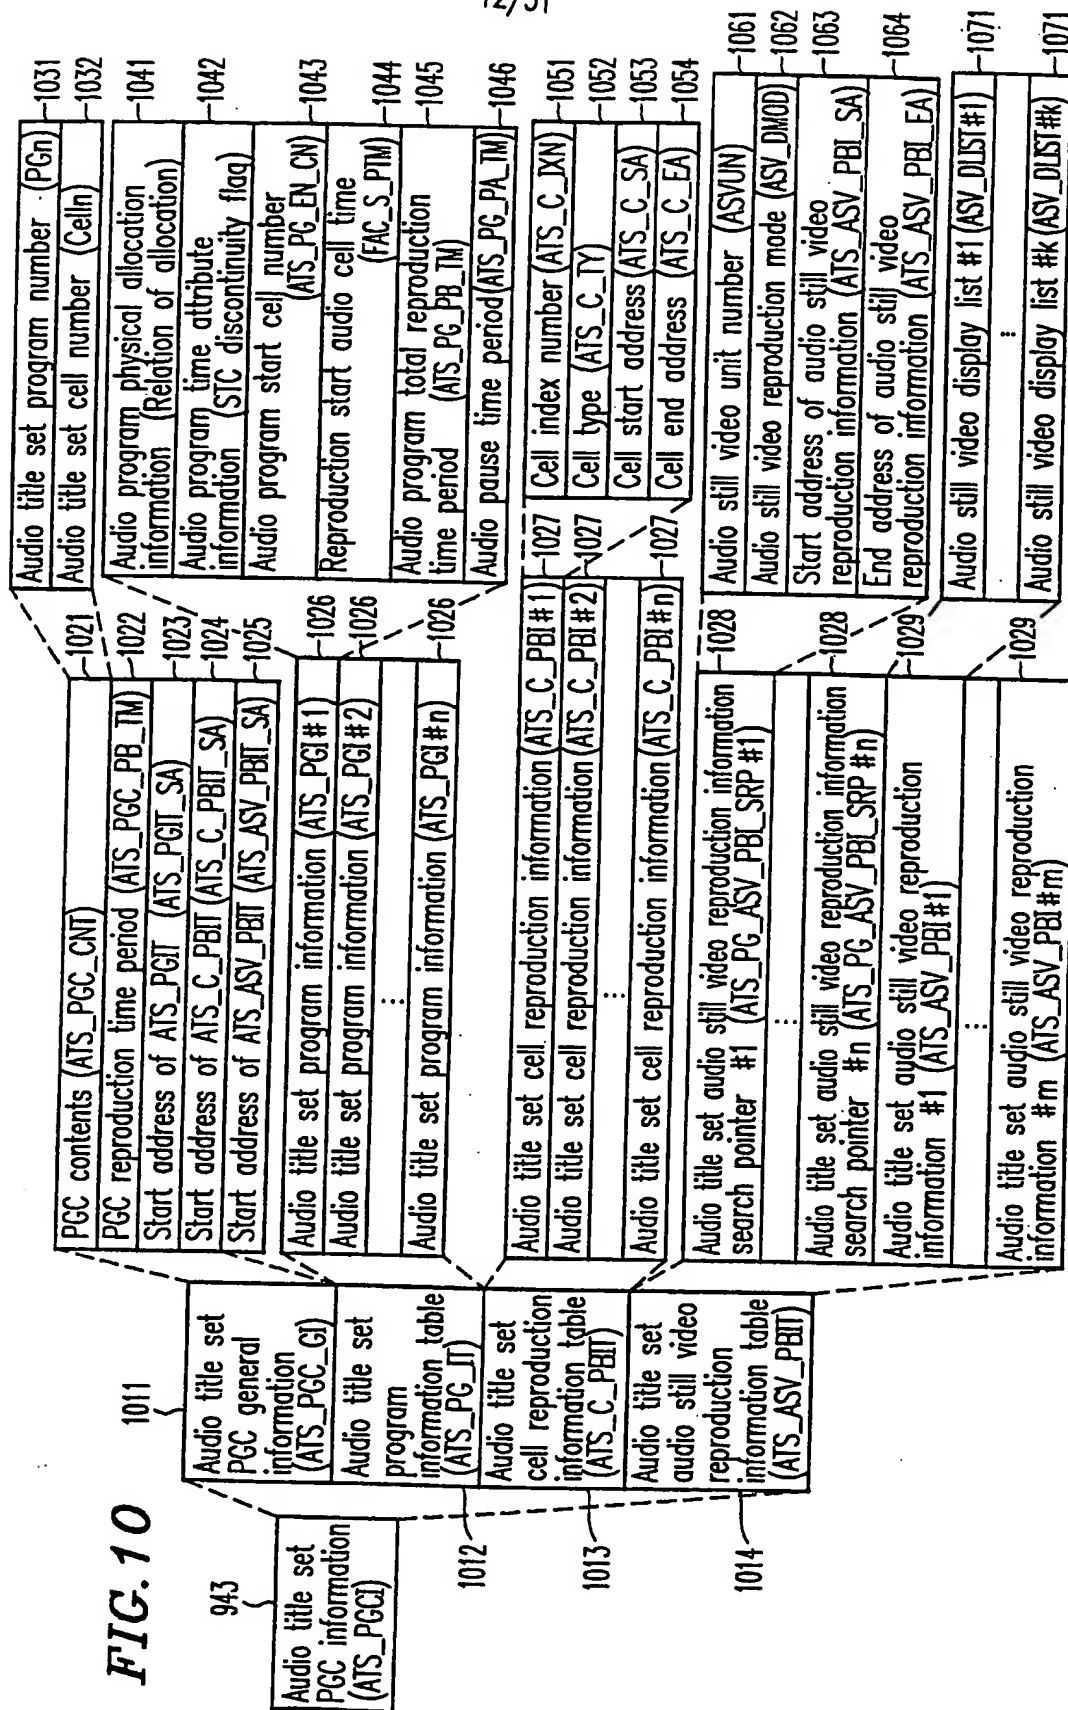 12/51
FIG. 10
943
Audio title set
PGC information
(ATS_PGCI)
1011
Audio title set
PGC general
information
(ATS_PGC_GI)
Audio title set
program
information table
(ATS_PG_IT)
1012
Audio title set
cell reproduction
information table
(ATS_C_PBIT)
1013
Audio title set
audio still video
reproduction
information table
(ATS_ASV_PBIT)
1014
PGC contents (ATS_PGC_CNT)
1021
PGC reproduction time period (ATS_PGC_PB_TM)
1022
Start address of ATS_PGIT (ATS_PGIT_SA)
1023
Start address of ATS_C_PBIT (ATS_C_PBIT_SA)
1024
Start address of ATS_ASV_PBIT (ATS_ASV_PBIT_SA)
1025
Audio title set program information (ATS_PGI#1)
1026
Audio title set program information (ATS_PGI#2)
1026
⋮
Audio title set program information (ATS_PGI#n)
1026
Audio title set cell reproduction information (ATS_C_PBI#1)
1027
Audio title set cell reproduction information (ATS_C_PBI#2)
1027
⋮
Audio title set cell reproduction information (ATS_C_PBI#n)
1027
Audio title set audio still video reproduction information
search pointer #1 (ATS_PG_ASV_PBI_SRP #1)
1028
⋮
Audio title set audio still video reproduction information
search pointer #n (ATS_PG_ASV_PBI_SRP #n)
1028
Audio title set audio still video reproduction
information #1 (ATS_ASV_PBI#1)
1029
⋮
Audio title set audio still video reproduction
information #m (ATS_ASV_PBI#m)
1029
Audio title set program number (PGn)
1031
Audio title set cell number (Celln)
1032
Audio program physical allocation
information (Relation of allocation)
1041
Audio program time attribute
information (STC discontinuity flag)
1042
Audio program start cell number
(ATS_PG_EN_CN)
1043
Reproduction start audio cell time
(FAC_S_PTM)
1044
Audio program total reproduction
time period (ATS_PG_PB_TM)
1045
Audio pause time period (ATS_PG_PA_TM)
1046
Cell index number (ATS_C_IXN)
1051
Cell type (ATS_C_TY)
1052
Cell start address (ATS_C_SA)
1053
Cell end address (ATS_C_EA)
1054
Audio still video unit number (ASVUN)
1061
Audio still video reproduction mode (ASV_DMOD)
1062
Start address of audio still video
reproduction information (ATS_ASV_PBI_SA)
1063
End address of audio still video
reproduction information (ATS_ASV_PBI_EA)
1064
Audio still video display list #1 (ASV_DLIST#1)
1071
⋮
Audio still video display list #k (ASV_DLIST#k)
1071